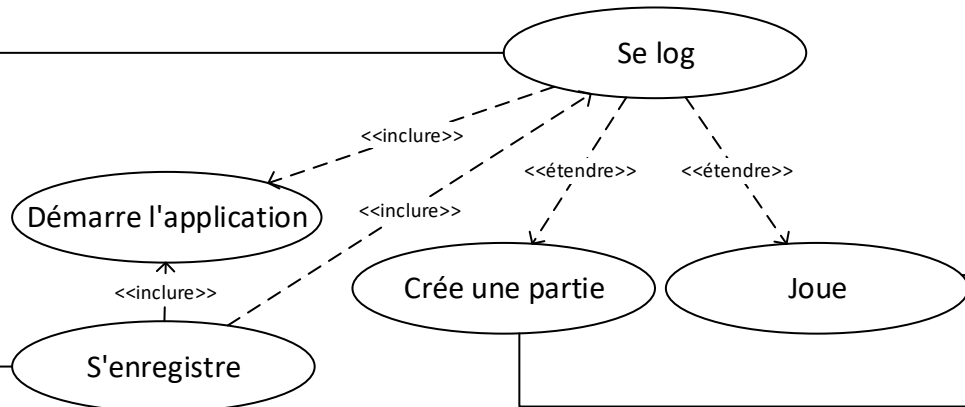 Se log
<<inclure>>
<<étendre>>
<<étendre>>
Démarre l'application
<<inclure>>
<<inclure>>
Crée une partie
Joue
S'enregistre